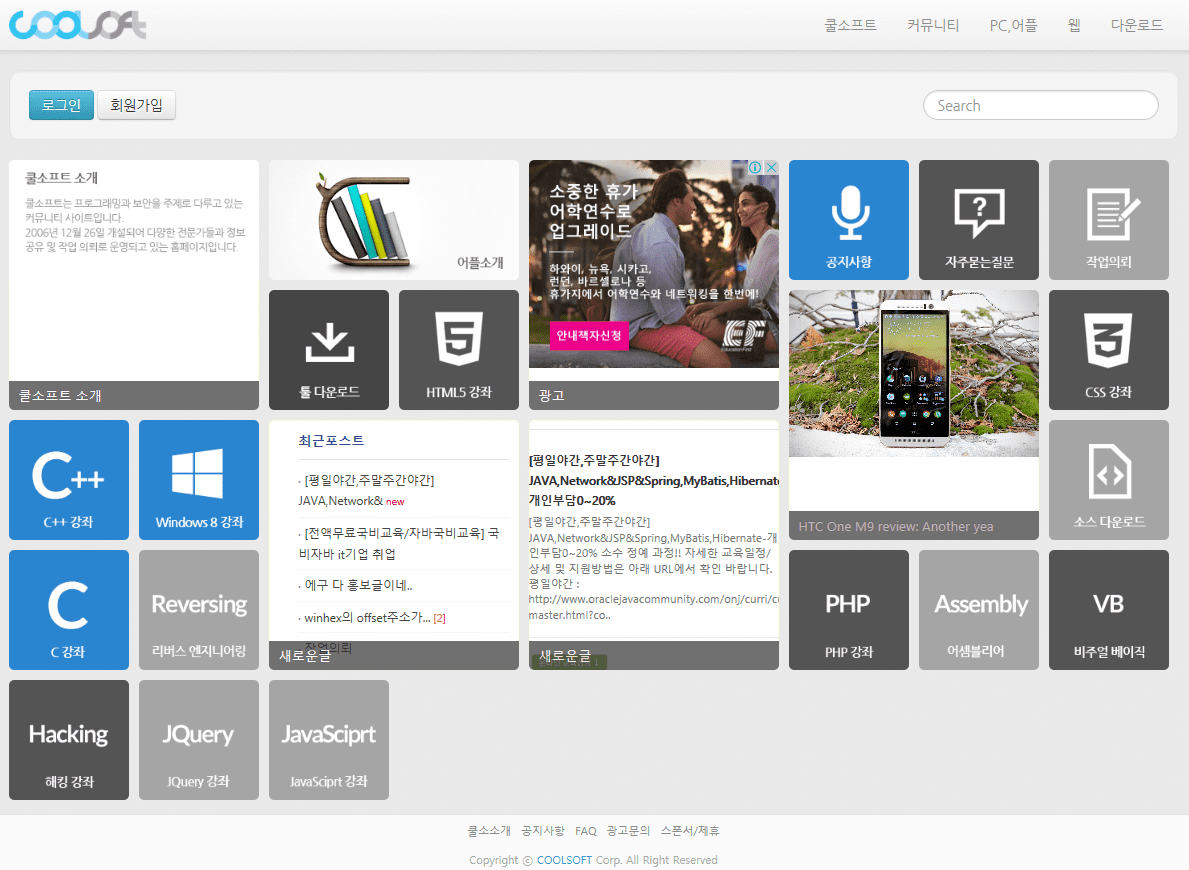 COOLSOFT
쿨소프트 커뮤니티 PC,어플 웹 다운로드
로그인 회원가입 Search
쿨소프트 소개
쿨소프트는 프로그래밍과 보안을 주제로 다루고 있는
커뮤니티 사이트입니다.
2006년 12월 26일 개설되어 다양한 전문가들과 정보
공유 및 작업 의뢰로 운영되고 있는 홈페이지입니다.
쿨소프트 소개
어플소개
소중한 휴가
어학연수로
업그레이드
하와이, 뉴욕, 시카고,
런던, 바르셀로나 등
휴가지에서 어학연수와 네트워킹을 한번에!
안내책자신청
EF
Education First
광고
공지사항
자주묻는질문
작업의뢰
툴 다운로드
5
HTML5 강좌
HTC One M9 review: Another yea
3
CSS 강좌
C++
C++ 강좌
Windows 8 강좌
최근포스트
· [평일야간,주말주간야간]
JAVA,Network& new
· [전액무료국비교육/자바국비교육] 국
비자바 it기업 취업
· 에구 다 홍보글이네..
· winhex의 offset주소가... [2]
· 작업의뢰
새로운글
[평일야간,주말주간야간]
JAVA,Network&JSP&Spring,MyBatis,Hibernate
개인부담0~20%
[평일야간,주말주간야간]
JAVA,Network&JSP&Spring,MyBatis,Hibernate-개
인부담0~20% 소수 정예 과정!! 자세한 교육일정/
상세 및 지원방법은 아래 URL에서 확인 바랍니다.
평일야간 :
http://www.oraclejavacommunity.com/onj/curri/cu
master.html?co..
새로운글
소스 다운로드
C
C 강좌
Reversing
리버스 엔지니어링
PHP
PHP 강좌
Assembly
어셈블리어
VB
비주얼 베이직
Hacking
해킹 강좌
JQuery
JQuery 강좌
JavaSciprt
JavaSciprt 강좌
쿨소소개 공지사항 FAQ 광고문의 스폰서/제휴
Copyright ⓒ COOLSOFT Corp. All Right Reserved